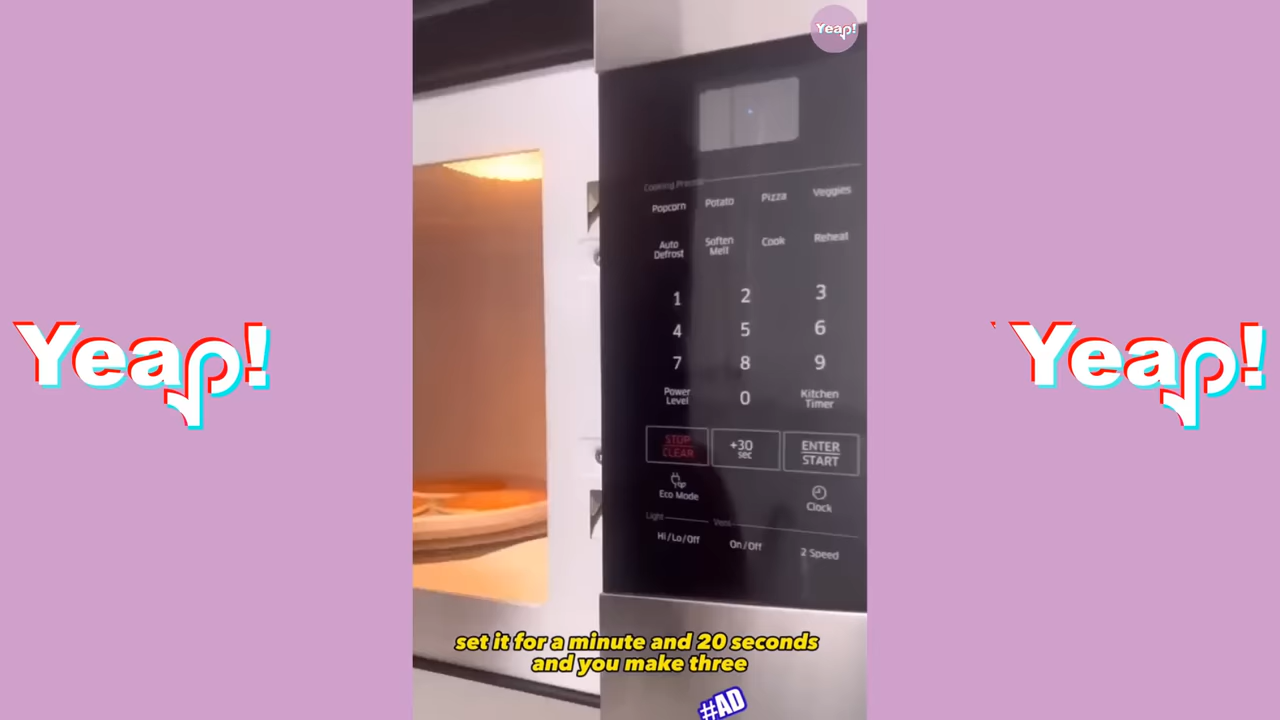 Yeap!
Cooking Presets
Popcorn Potato Pizza Veggies
Auto Defrost
Soften Melt
Cook Reheat
1 2 3
4 5 6
7 8 9
Power Level
0
Kitchen Timer
STOP CLEAR
+30 sec
ENTER START
Eco Mode
Clock
Light Vent
Hi/Lo/Off On/Off 2 Speed
set it for a minute and 20 seconds
and you make three
#AD
Yeap!
Yeap!